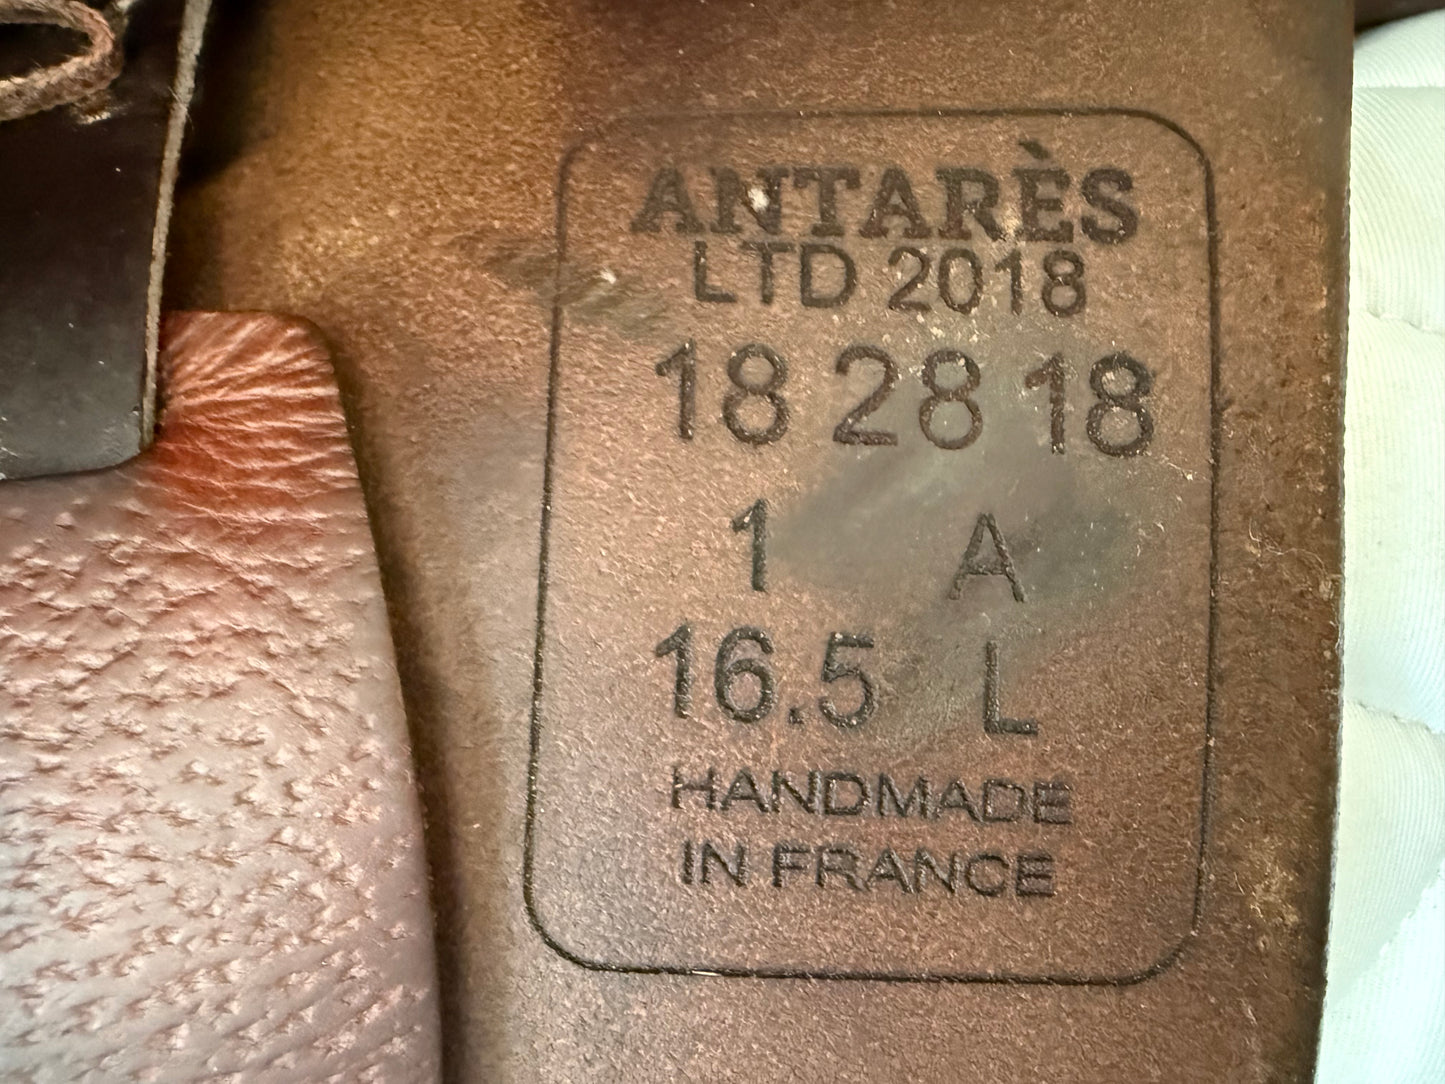 ANTARÈS
LTD 2018
18 28 18
1 A
16.5 L
HANDMADE
IN FRANCE